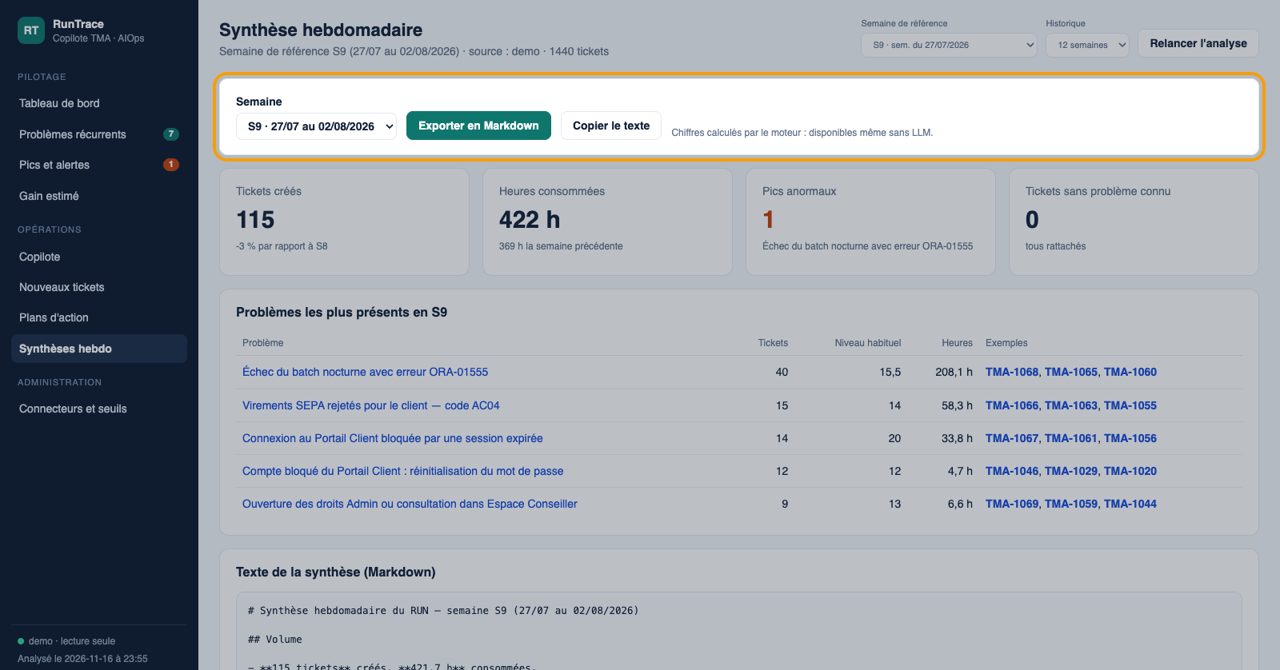 RT
RunTrace
Copilote TMA · AIOps
PILOTAGE
Tableau de bord
Problèmes récurrents 7
Pics et alertes 1
Gain estimé
OPÉRATIONS
Copilote
Nouveaux tickets
Plans d'action
Synthèses hebdo
ADMINISTRATION
Connecteurs et seuils
demo · lecture seule
Analysé le 2026-11-16 à 23:55
Synthèse hebdomadaire
Semaine de référence S9 (27/07 au 02/08/2026) · source : demo · 1440 tickets
Semaine de référence
S9 · sem. du 27/07/2026
Historique
12 semaines
Relancer l'analyse
Semaine
S9 · 27/07 au 02/08/2026
Exporter en Markdown
Copier le texte
Chiffres calculés par le moteur : disponibles même sans LLM.
Tickets créés
115
-3 % par rapport à S8
Heures consommées
422 h
369 h la semaine précédente
Pics anormaux
1
Échec du batch nocturne avec erreur ORA-01555
Tickets sans problème connu
0
tous rattachés
Problèmes les plus présents en S9
Problème Tickets Niveau habituel Heures Exemples
Échec du batch nocturne avec erreur ORA-01555 40 15,5 208,1 h TMA-1068, TMA-1065, TMA-1060
Virements SEPA rejetés pour le client — code AC04 15 14 58,3 h TMA-1066, TMA-1063, TMA-1055
Connexion au Portail Client bloquée par une session expirée 14 20 33,8 h TMA-1067, TMA-1061, TMA-1056
Compte bloqué du Portail Client : réinitialisation du mot de passe 12 12 4,7 h TMA-1046, TMA-1029, TMA-1020
Ouverture des droits Admin ou consultation dans Espace Conseiller 9 13 6,6 h TMA-1069, TMA-1059, TMA-1044
Texte de la synthèse (Markdown)
# Synthèse hebdomadaire du RUN — semaine S9 (27/07 au 02/08/2026)
## Volume
- **115 tickets** créés, **421,7 h** consommées.